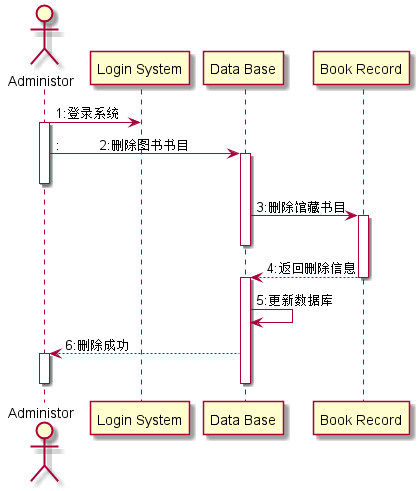 Administor
Login System
Data Base
Book Record
1:登录系统
: 2:删除图书书目
3:删除馆藏书目
4:返回删除信息
5:更新数据库
6:删除成功
Administor
Login System
Data Base
Book Record